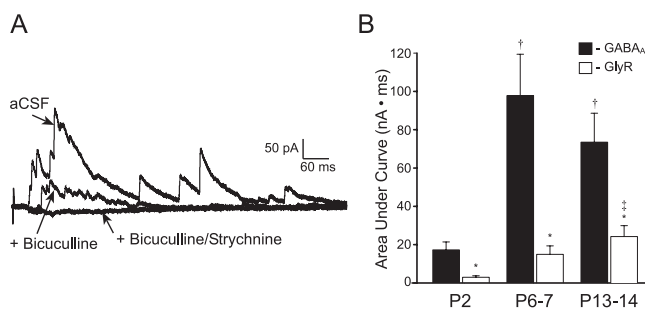 A
aCSF
50 pA
60 ms
+ Bicuculline
+ Bicuculline/Strychnine
B
- GABAA
- GlyR
Area Under Curve (nA • ms)
120
100
80
60
40
20
0
†
†
‡
*
*
*
P2
P6-7
P13-14